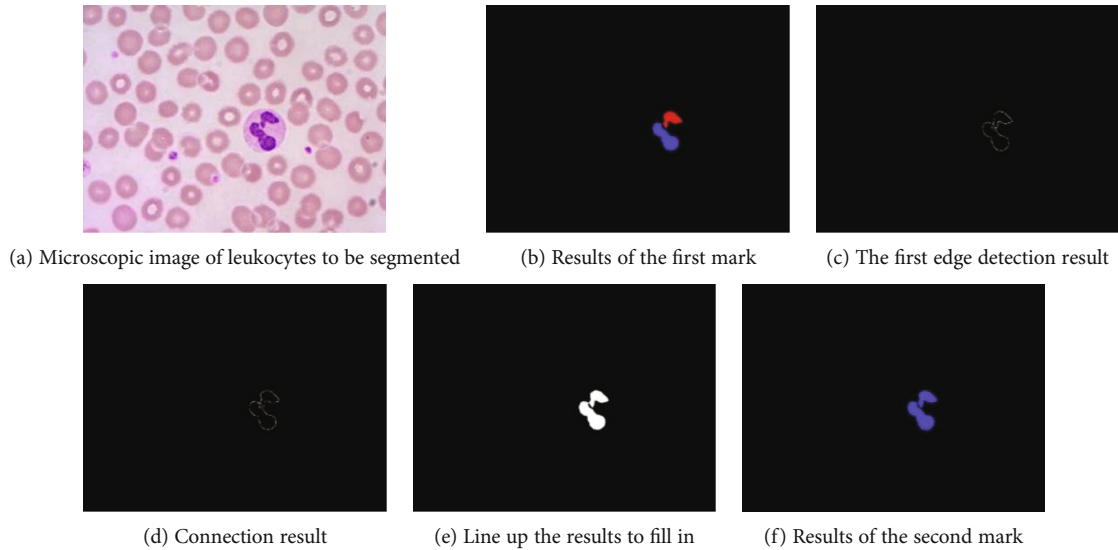 (a) Microscopic image of leukocytes to be segmented
(b) Results of the first mark
(c) The first edge detection result
(d) Connection result
(e) Line up the results to fill in
(f) Results of the second mark